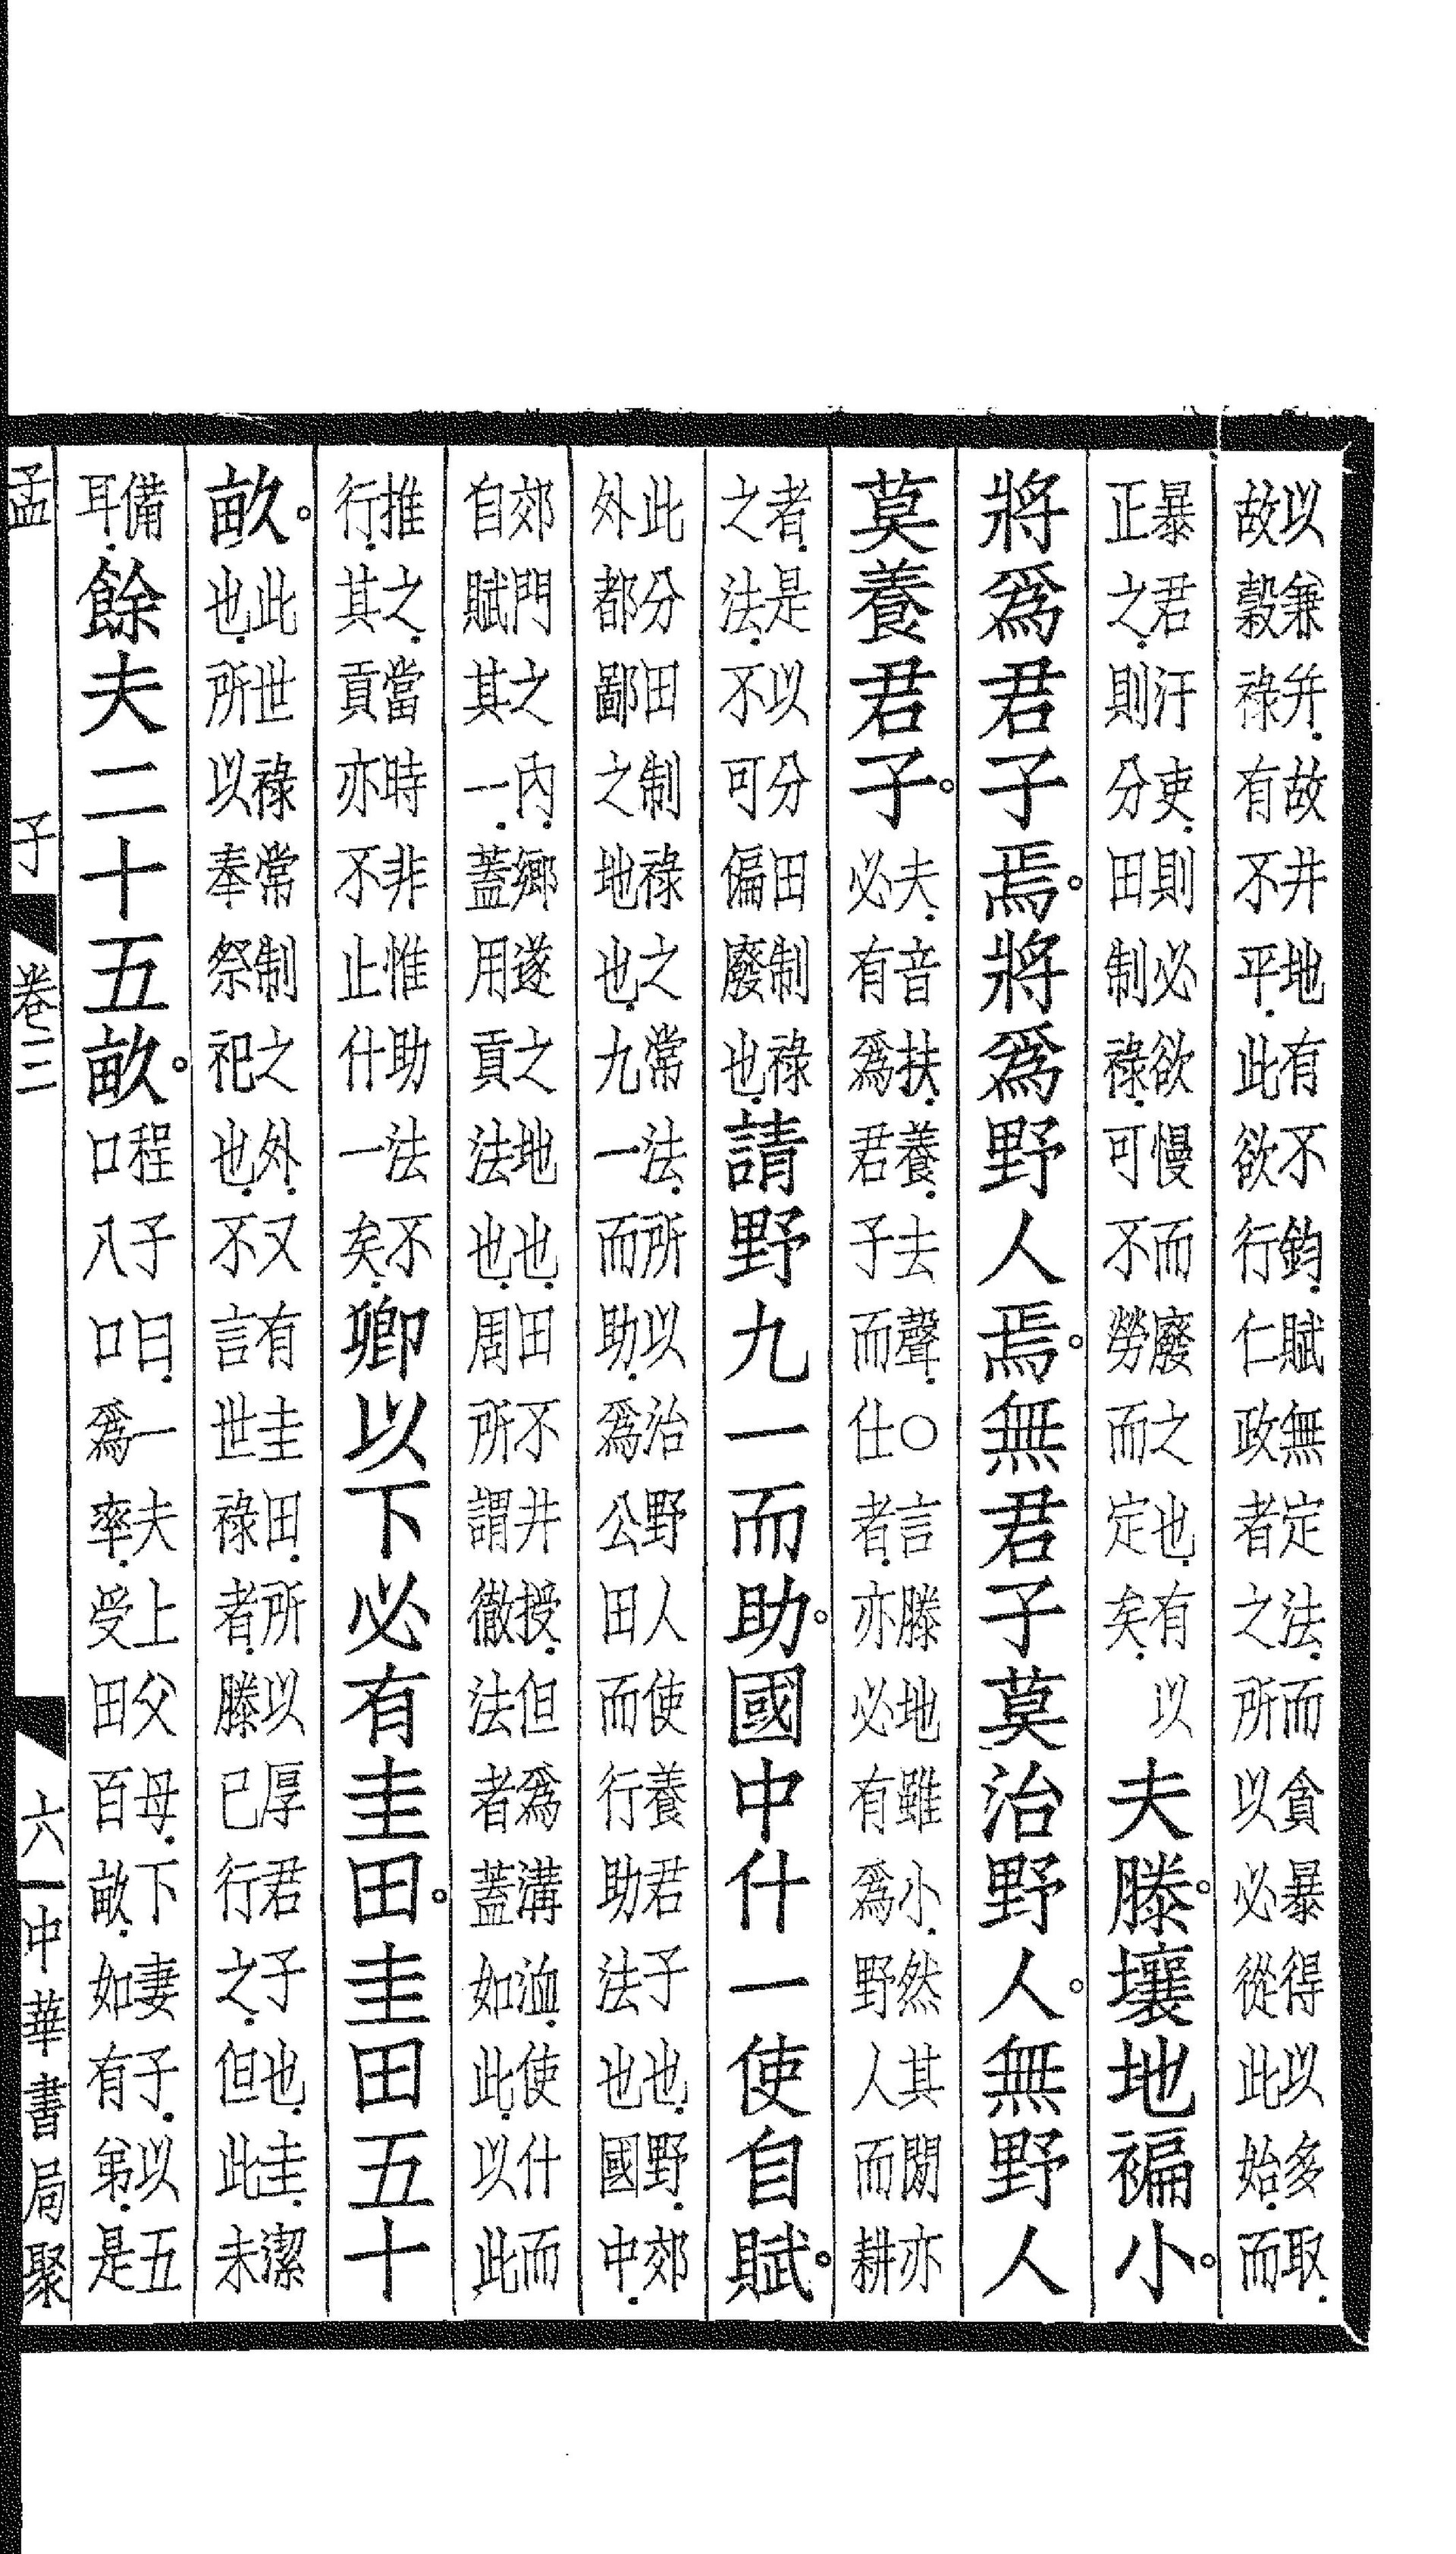 以兼幷．故井地有不鈞．賦無定法．而貪暴得以多取．
故穀祿有不平．此欲行仁政者之所以必從此始．而
暴君汙吏．則必欲慢而廢之也．有以
正之．則分田制祿．可不勞而定矣．
夫滕。壤地褊小。
將爲君子焉。將爲野人焉。無君子莫治野人。無野人
莫養君子。
夫．音扶．養．去聲．○言滕地雖小．然其閒亦
必有爲君子而仕者．亦必有爲野人而耕
者．是以分田制祿
之法．不可偏廢也．
請野九一而助。國中什一使自賦。
此分田制祿之常法．所以治野人使養君子也．野．郊
外都鄙之地也．九一而助．爲公田而行助法也．國中．
郊門之內．鄉遂之地也．田不井授．但爲溝洫．使什而
自賦其一．蓋用貢法也．周所謂徹法者蓋如此．以此
推之．當時非惟助法不
行．其貢亦不止什一矣．
卿以下必有圭田。圭田五十
畝。
此世祿常制之外．又有圭田．所以厚君子也．圭．潔
也．所以奉祭祀也．不言世祿者．滕已行之．但此未
備
耳．
餘夫二十五畝。
程子曰．一夫上父母．下妻子．以五
口八口爲率．受田百畝．如有弟．是
孟子 卷三 六一中華書局聚